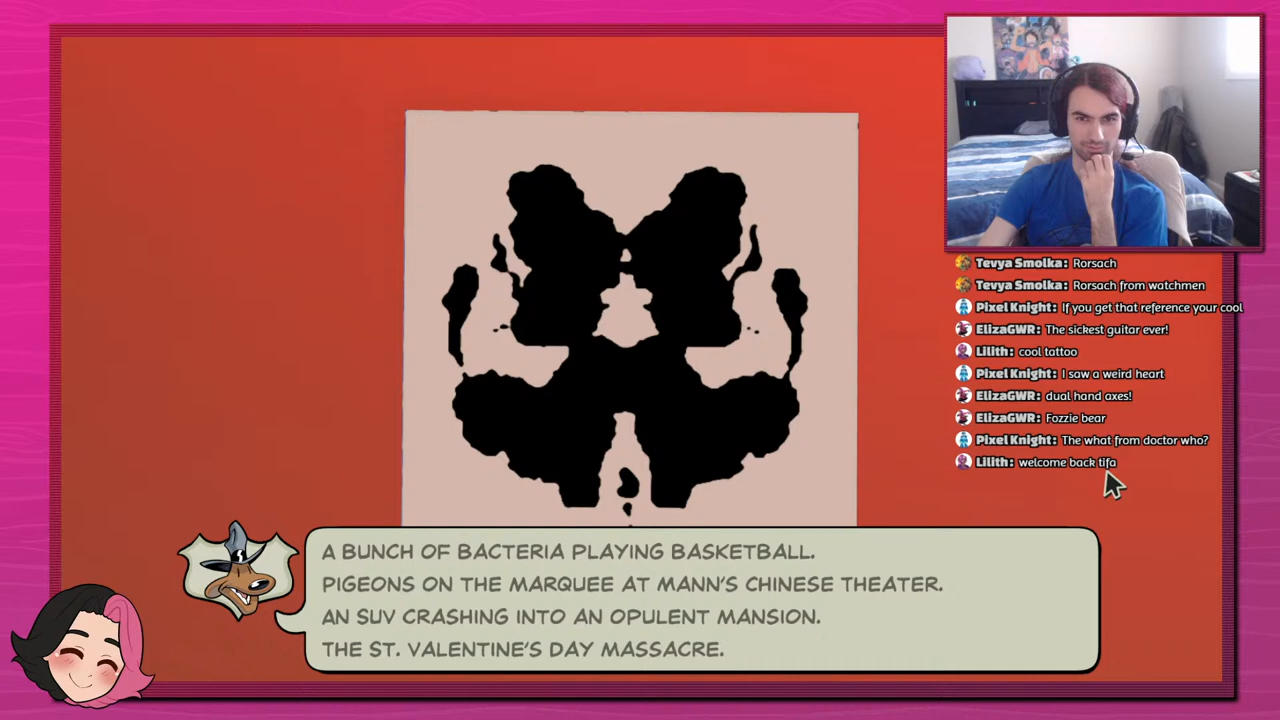 Tevya Smolka: Rorsach
Tevya Smolka: Rorsach from watchmen
Pixel Knight: If you get that reference your cool
ElizaGWR: The sickest guitar ever!
Lilith: cool tattoo
Pixel Knight: I saw a weird heart
ElizaGWR: dual hand axes!
ElizaGWR: Fozzie bear
Pixel Knight: The what from doctor who?
Lilith: welcome back tifa
A BUNCH OF BACTERIA PLAYING BASKETBALL.
PIGEONS ON THE MARQUEE AT MANN'S CHINESE THEATER.
AN SUV CRASHING INTO AN OPULENT MANSION.
THE ST. VALENTINE'S DAY MASSACRE.